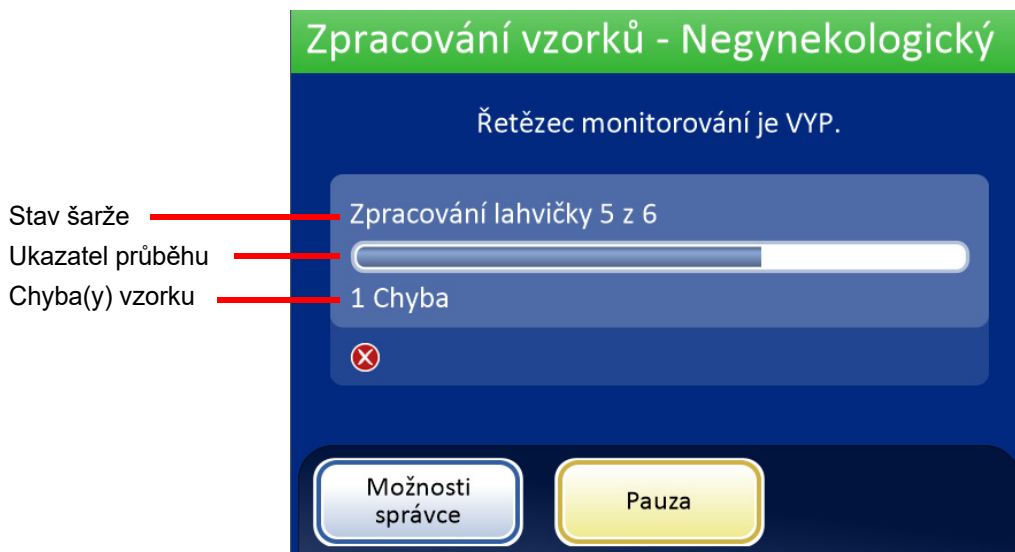 Zpracování vzorků - Negynekologický
Řetězec monitorování je VYP.
Stav šarže
Zpracování lahvičky 5 z 6
Ukazatel průběhu
Chyba(y) vzorku
1 Chyba
Možnosti
správce
Pauza